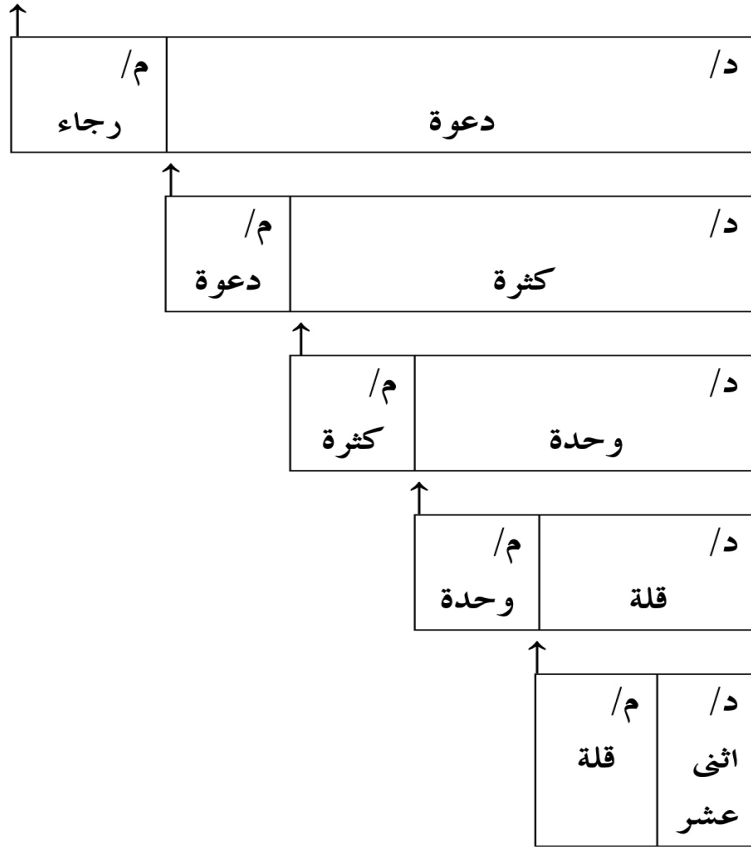 د/ م/
دعوة رجاء
د/ م/
كثرة دعوة
د/ م/
وحدة كثرة
د/ م/
قلة وحدة
د/ م/
اثنى قلة
عشر